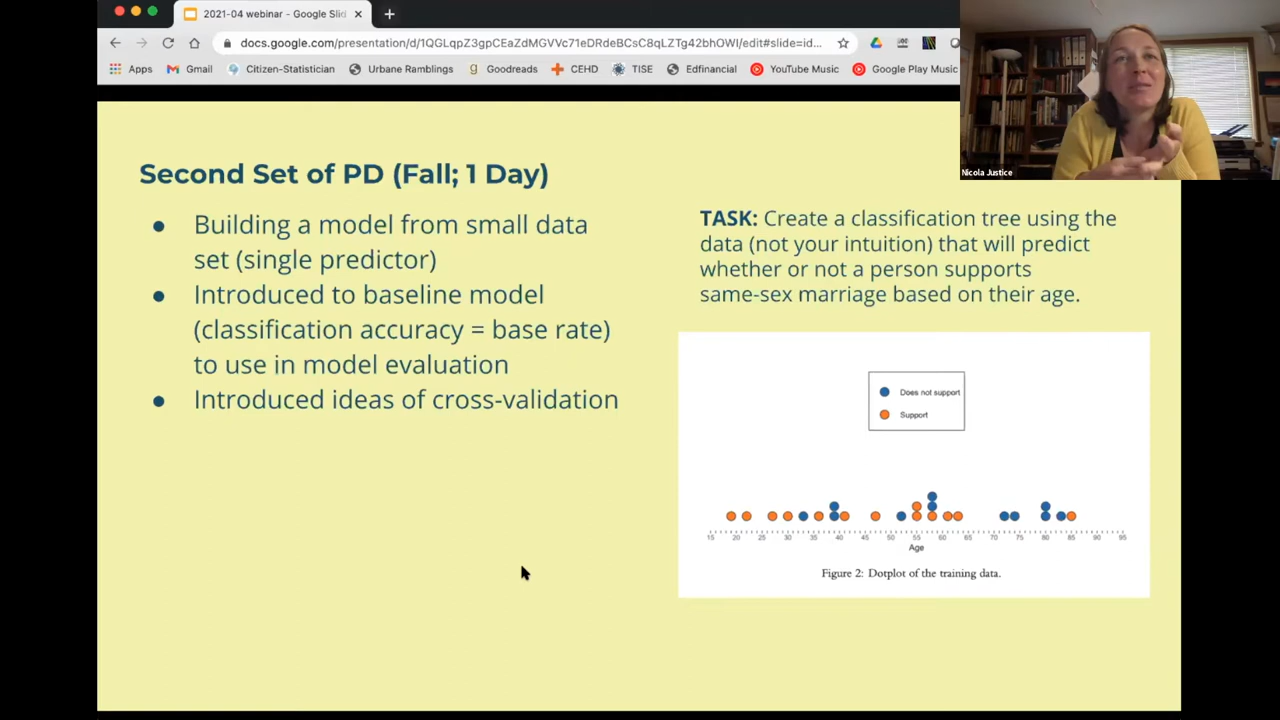 2021-04 webinar - Google Slid
docs.google.com/presentation/d/1QGLqpZ3gpCEaZdMGVVc71eDRdeBCsC8qLZTg42bhOWI/edit#slide=id...
Apps Gmail Citizen-Statistician Urbane Ramblings Goodreads CEHD TISE Edfinancial YouTube Music Google Play Music
Nicola Justice
Second Set of PD (Fall; 1 Day)
● Building a model from small data
set (single predictor)
● Introduced to baseline model
(classification accuracy = base rate)
to use in model evaluation
● Introduced ideas of cross-validation
TASK: Create a classification tree using the
data (not your intuition) that will predict
whether or not a person supports
same-sex marriage based on their age.
Does not support
Support
15 20 25 30 35 40 45 50 55 60 65 70 75 80 85 90 95
Age
Figure 2: Dotplot of the training data.